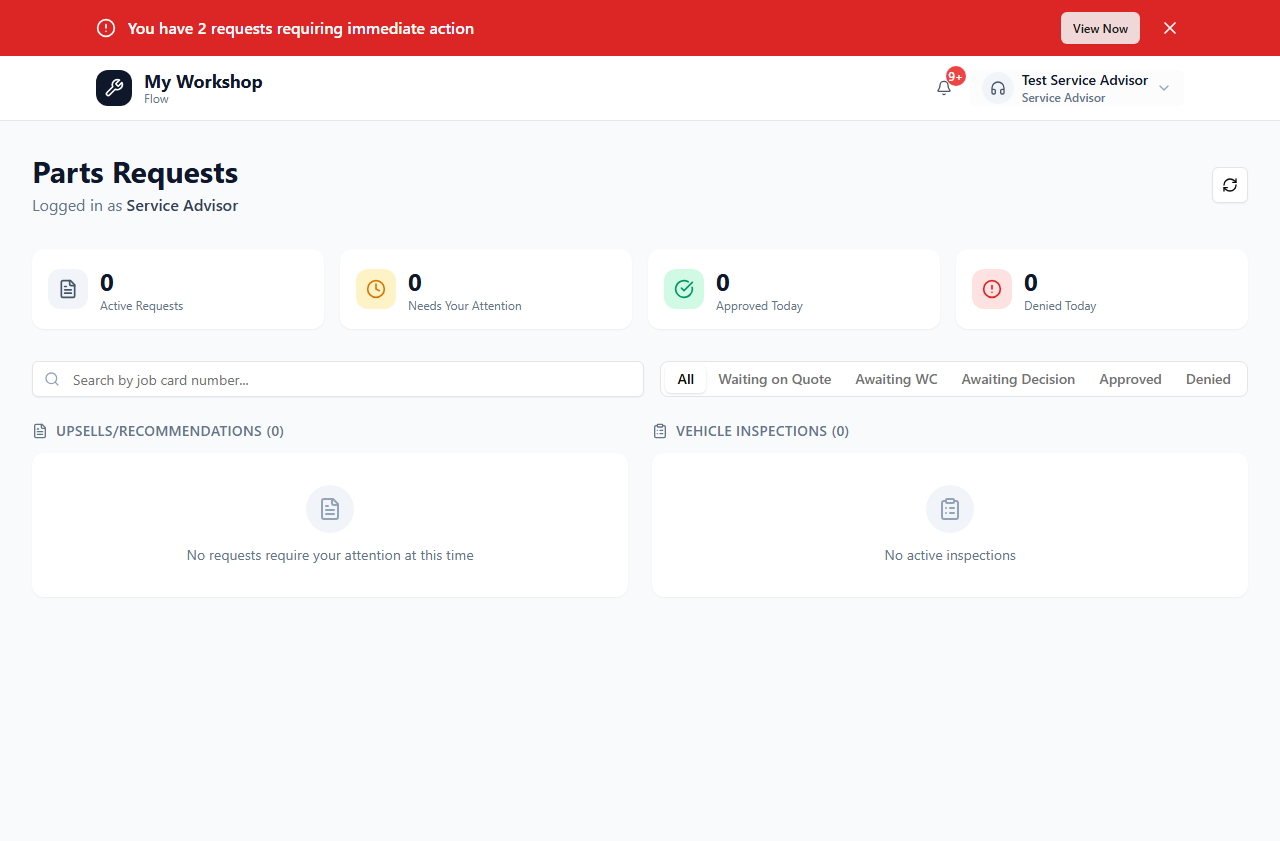 You have 2 requests requiring immediate action
View Now
My Workshop
Flow
9+
Test Service Advisor
Service Advisor
Parts Requests
Logged in as Service Advisor
0
Active Requests
0
Needs Your Attention
0
Approved Today
0
Denied Today
Search by job card number...
All
Waiting on Quote
Awaiting WC
Awaiting Decision
Approved
Denied
UPSELLS/RECOMMENDATIONS (0)
VEHICLE INSPECTIONS (0)
No requests require your attention at this time
No active inspections